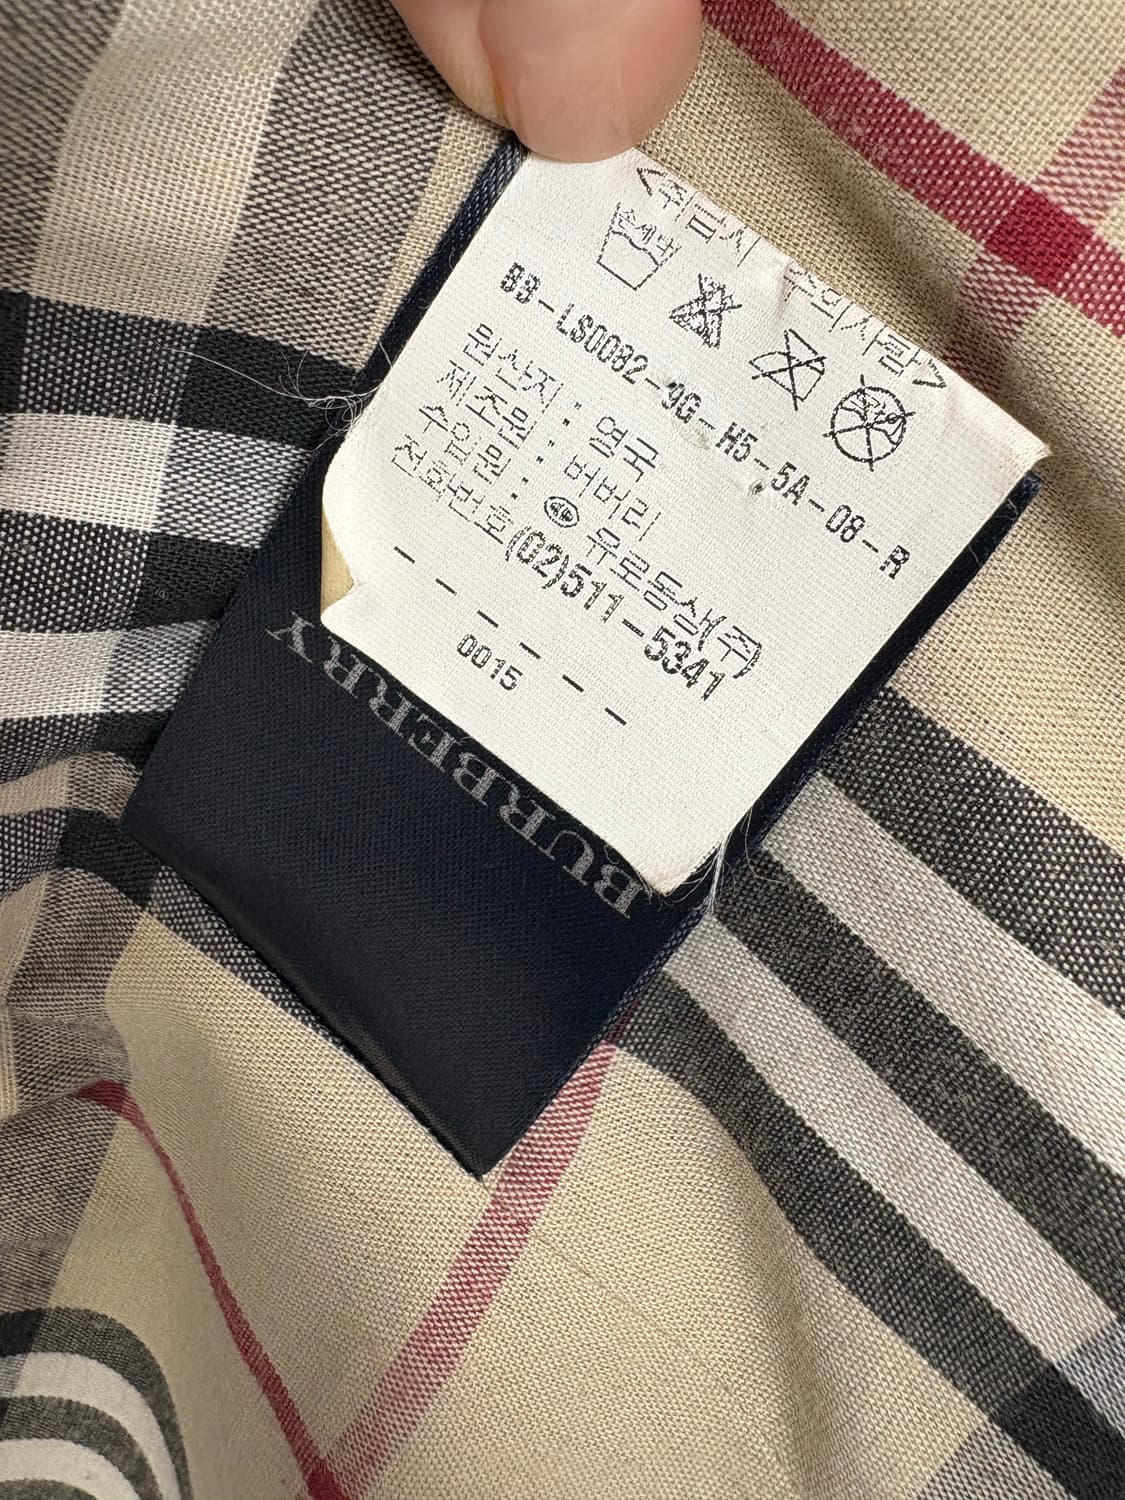 <취급시 주의사항>
손세탁
BB-LS0082-9G-H5-5A-08-R
원산지 : 영국
제조원 : 버버리
수입원 : 유로통상(주)
전화번호(02)511-5341
0015
BURBERRY